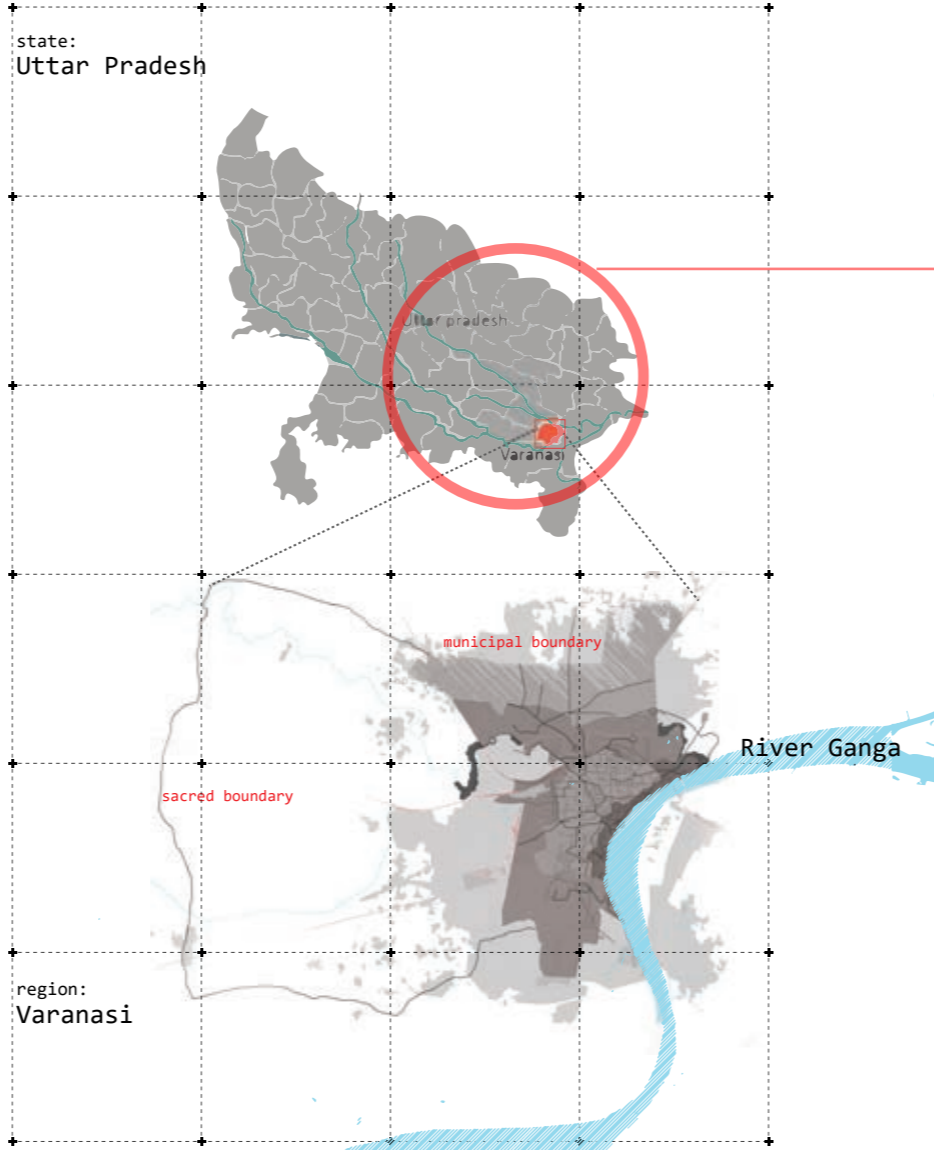 state:
Uttar Pradesh
Uttar pradesh
Varanasi
municipal boundary
River Ganga
sacred boundary
region:
Varanasi